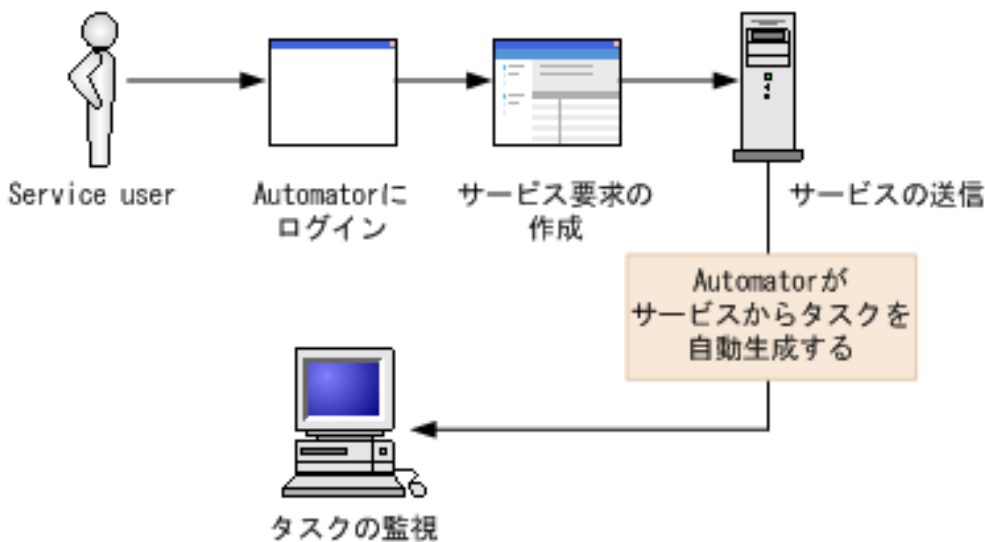 Service user
Automatorに
ログイン
サービス要求の
作成
サービスの送信
Automatorが
サービスからタスクを
自動生成する
タスクの監視